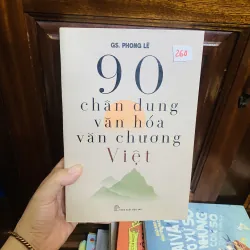 GS. PHONG LÊ
90
260
chân dung
văn hóa
văn chương
Việt